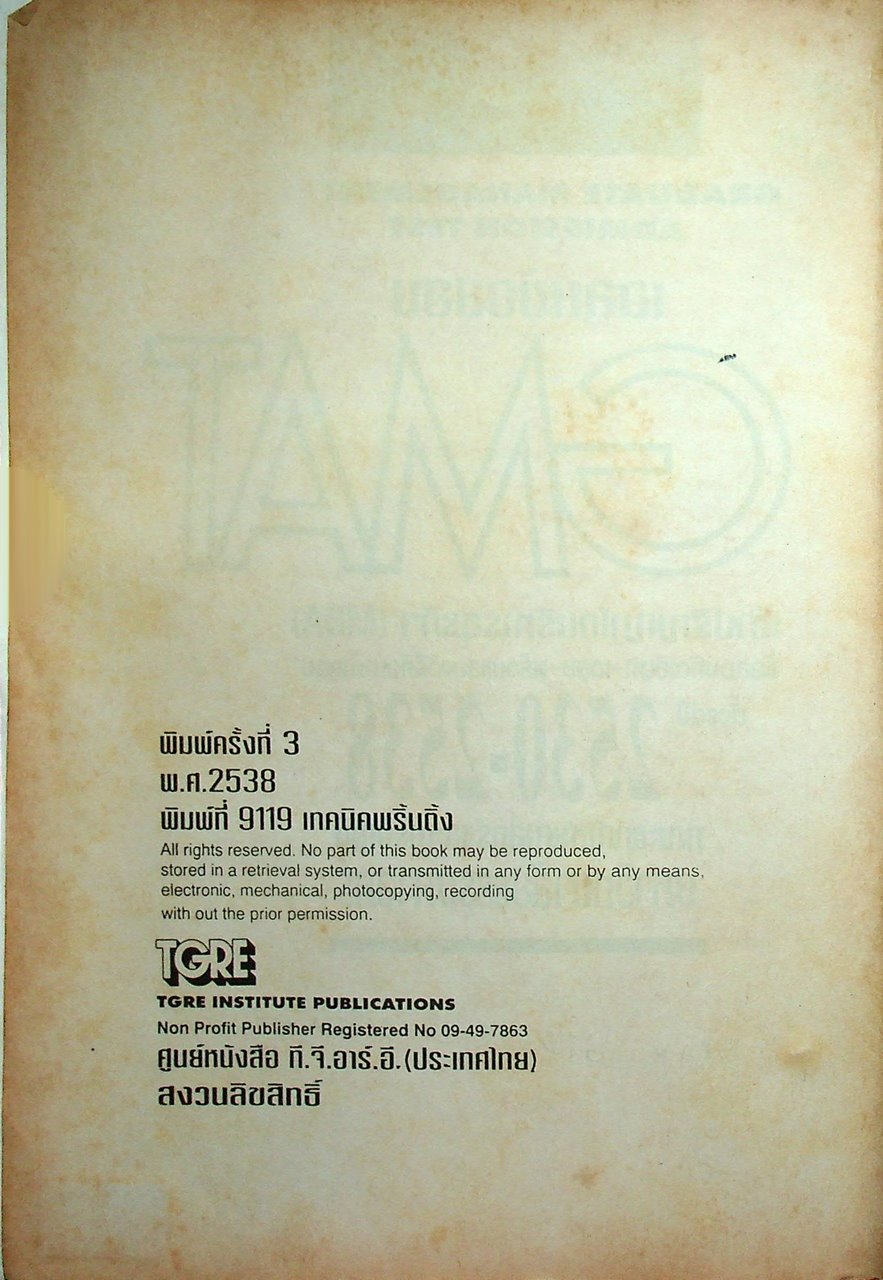 พิมพ์ครั้งที่ 3
พ.ศ.2538
พิมพ์ที่ 9119 เทคนิคพริ้นติ้ง
All rights reserved. No part of this book may be reproduced,
stored in a retrieval system, or transmitted in any form or by any means,
electronic, mechanical, photocopying, recording
with out the prior permission.
TGRE
TGRE INSTITUTE PUBLICATIONS
Non Profit Publisher Registered No 09-49-7863
ศูนย์หนังสือ ที.จี.อาร์.อี.(ประเทศไทย)
สงวนลิขสิทธิ์